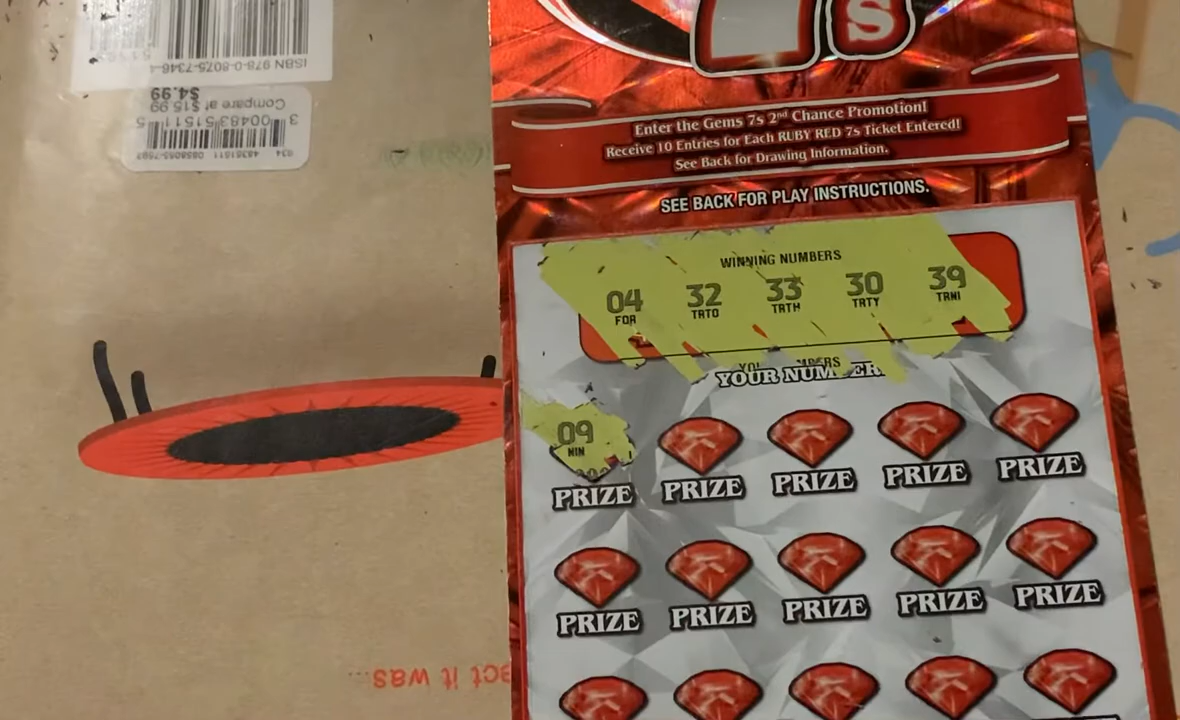 7s
Enter the Gems 7s 2nd Chance Promotion!
Receive 10 Entries for Each RUBY RED 7s Ticket Entered!
See Back for Drawing Information.
SEE BACK FOR PLAY INSTRUCTIONS.
WINNING NUMBERS
04 32 33 30 39
FOR TRTO TRTH TRTY TRNI
YOUR NUMBER
09
NIN
PRIZE PRIZE PRIZE PRIZE PRIZE
PRIZE PRIZE PRIZE PRIZE PRIZE
ISBN 978-0-8075-7346-4
$4.99
Compare at $15.99
it was...